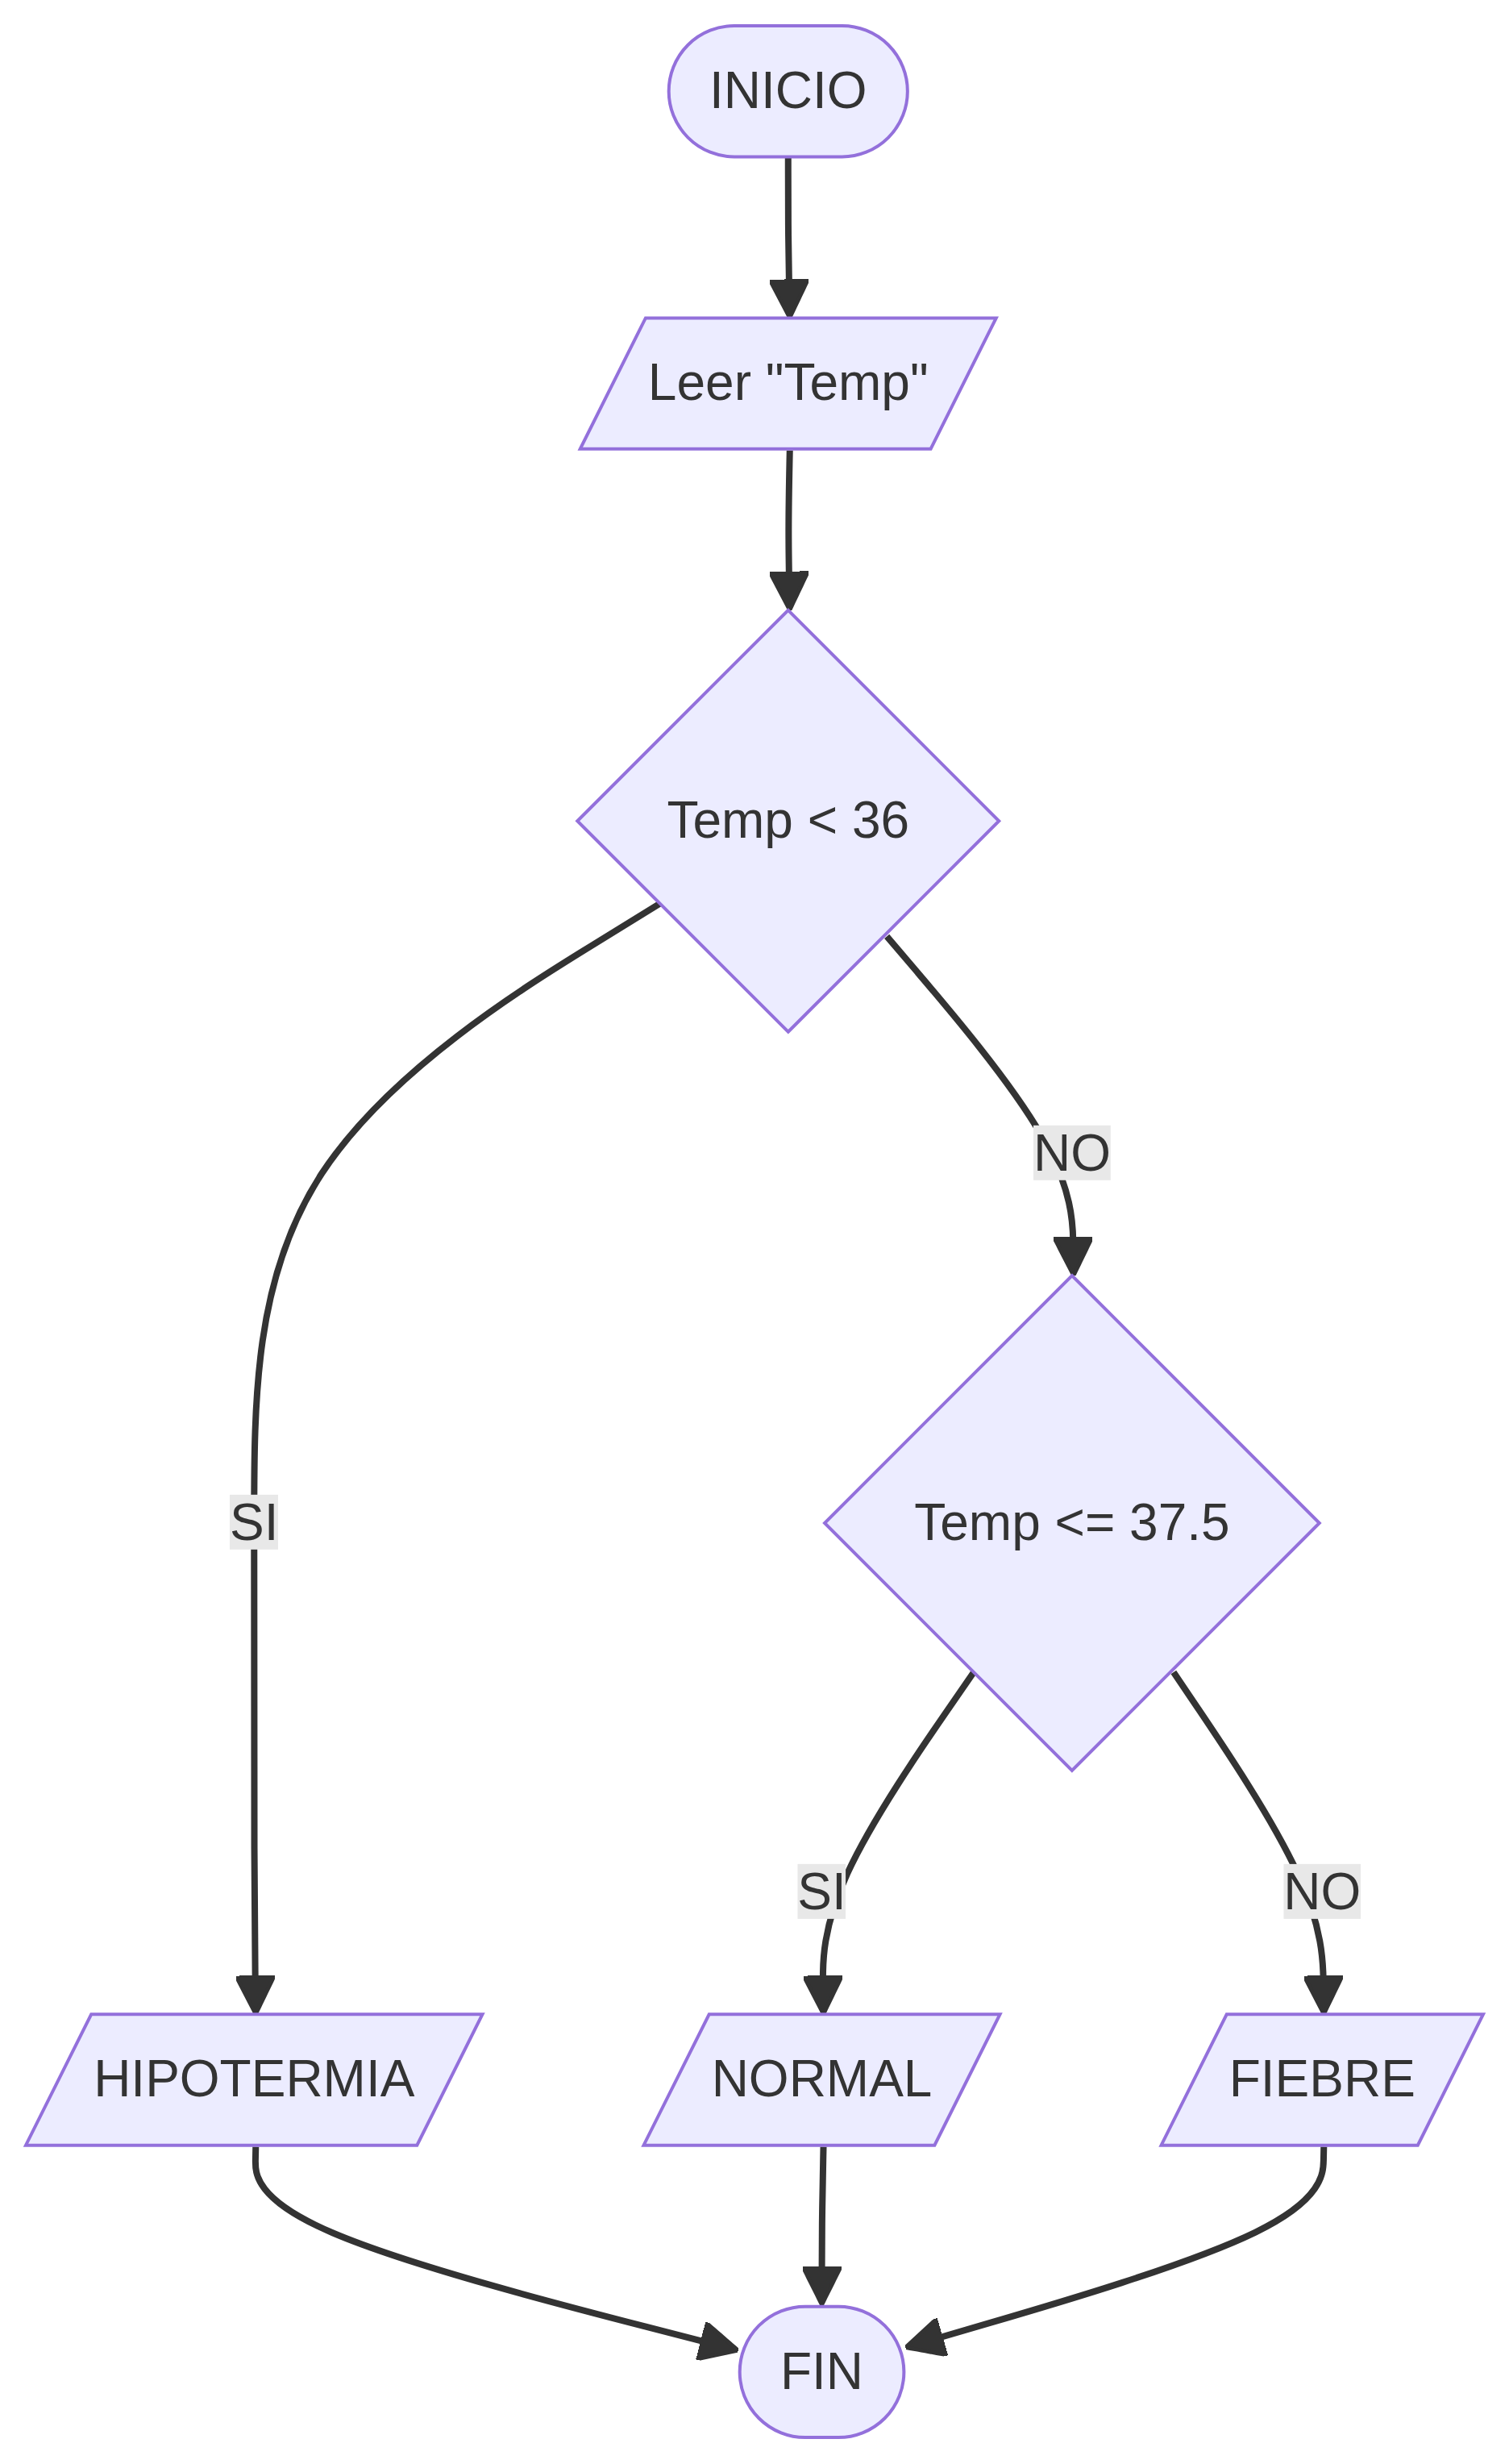 INICIO
Leer "Temp"
Temp < 36
NO
SI
Temp <= 37.5
SI
NO
HIPOTERMIA
NORMAL
FIEBRE
FIN